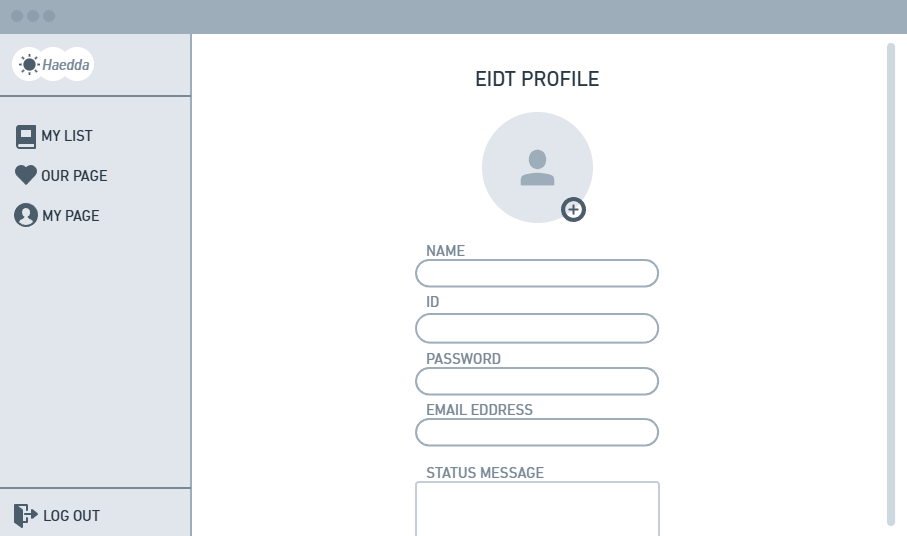 Haedda
MY LIST
OUR PAGE
MY PAGE
LOG OUT
EIDT PROFILE
NAME
ID
PASSWORD
EMAIL EDDRESS
STATUS MESSAGE